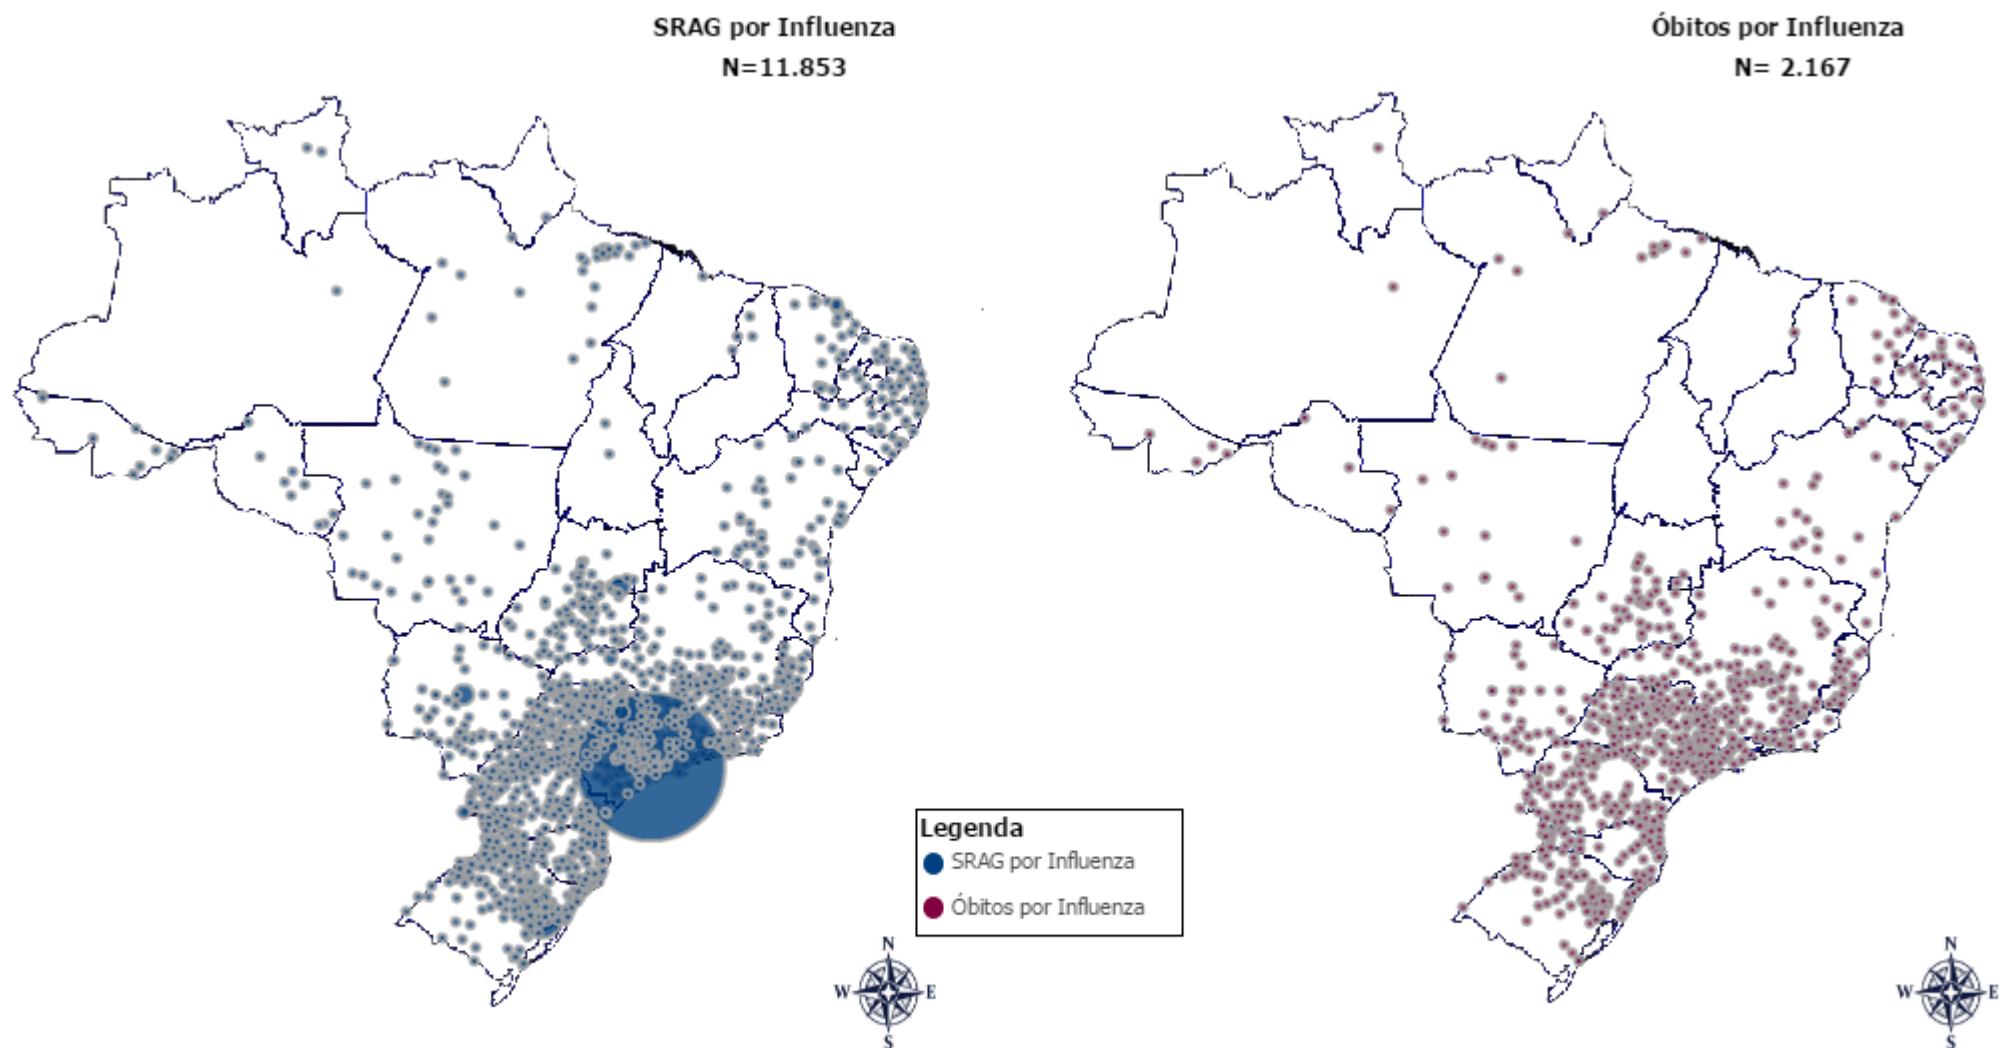 SRAG por Influenza
N=11.853
Óbitos por Influenza
N= 2.167
Legenda
SRAG por Influenza
Óbitos por Influenza
N
W
E
S
N
W
E
S